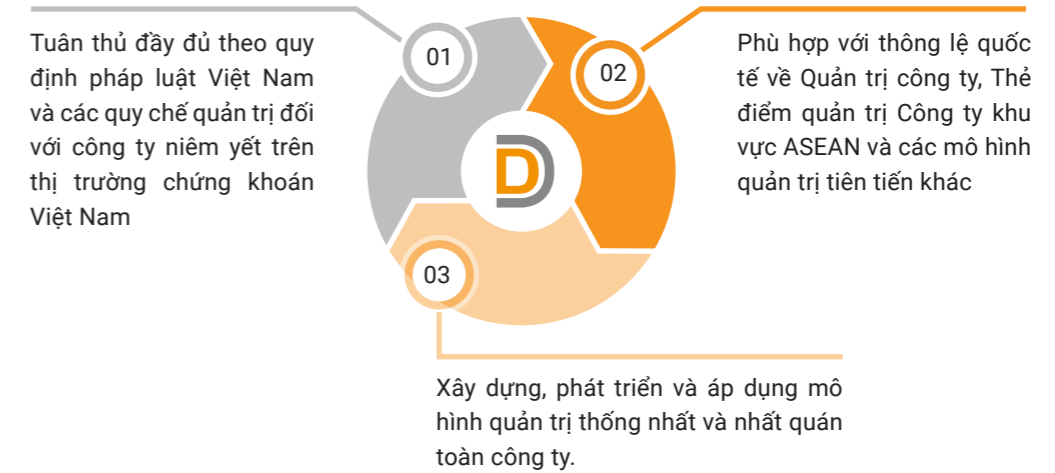 01
Tuân thủ đầy đủ theo quy
định pháp luật Việt Nam
và các quy chế quản trị đối
với công ty niêm yết trên
thị trường chứng khoán
Việt Nam
02
Phù hợp với thông lệ quốc
tế về Quản trị công ty, Thẻ
điểm quản trị Công ty khu
vực ASEAN và các mô hình
quản trị tiên tiến khác
D
03
Xây dựng, phát triển và áp dụng mô
hình quản trị thống nhất và nhất quán
toàn công ty.